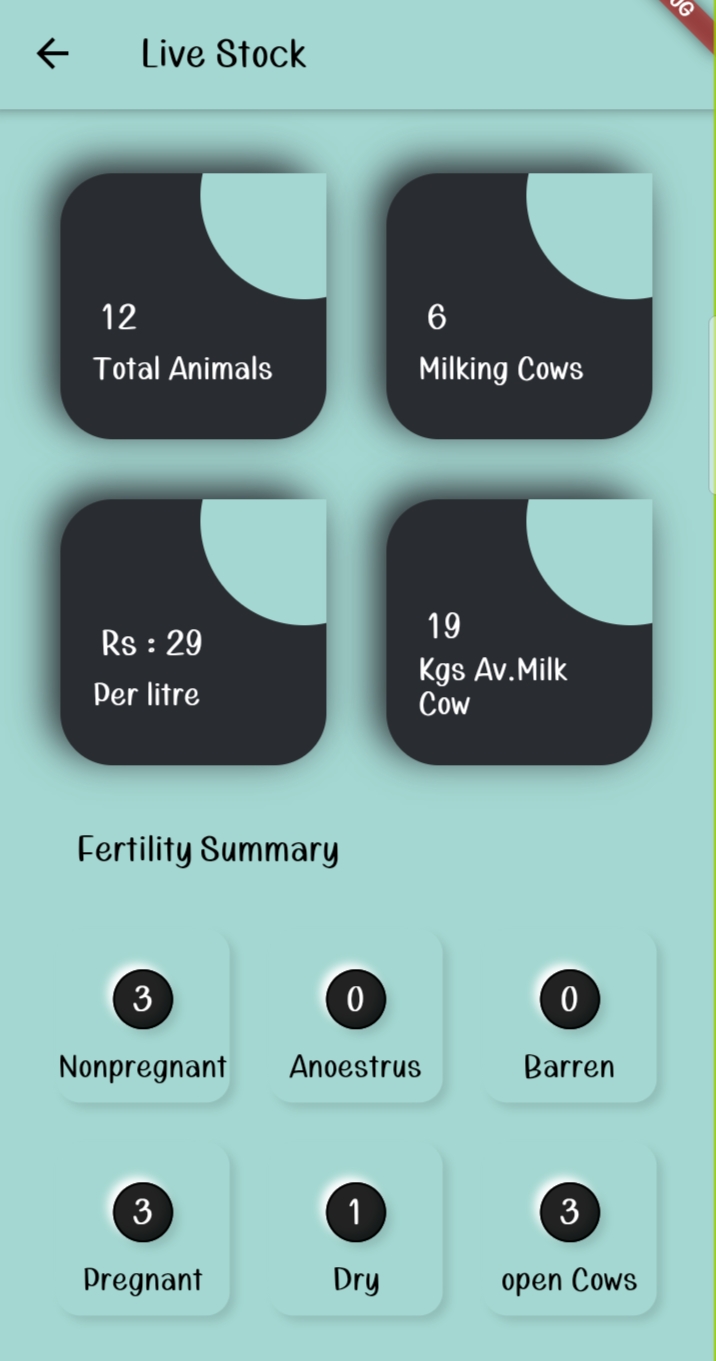 Live Stock
12
Total Animals
6
Milking Cows
Rs : 29
Per litre
19
Kgs Av.Milk
Cow
Fertility Summary
3
Nonpregnant
0
Anoestrus
0
Barren
3
Pregnant
1
Dry
3
open Cows